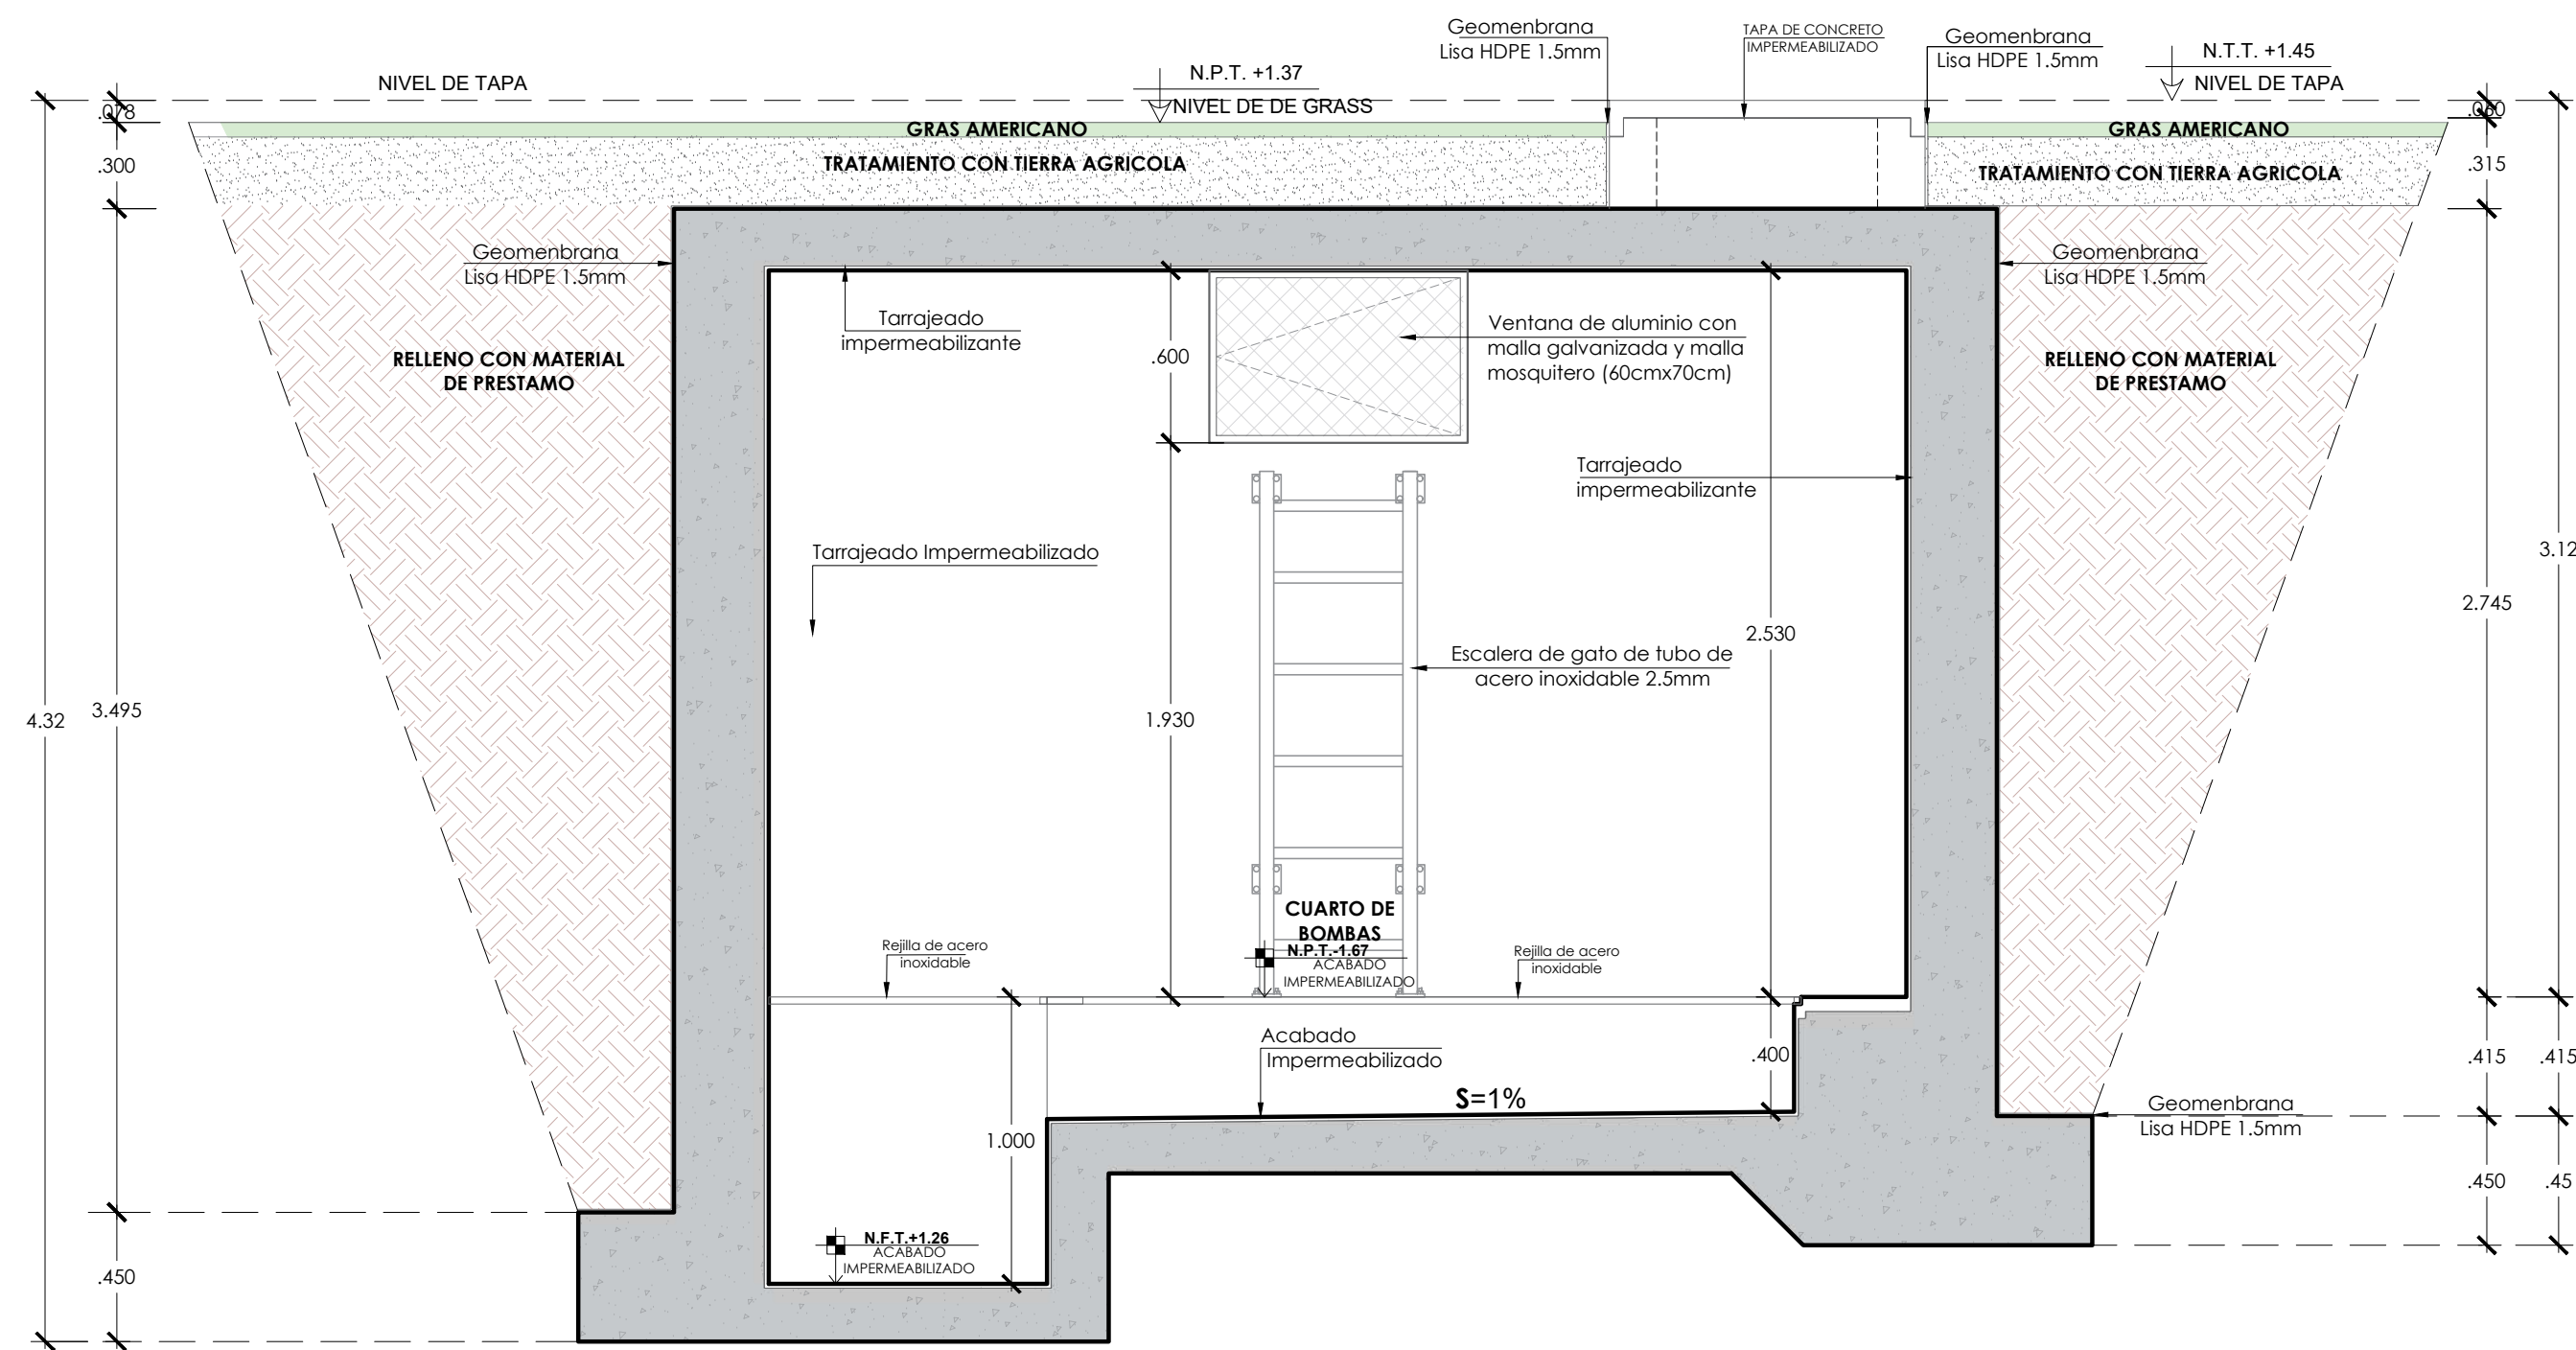 Geomenbrana
Lisa HDPE 1.5mm
TAPA DE CONCRETO
IMPERMEABILIZADO
Geomenbrana
Lisa HDPE 1.5mm
N.T.T. +1.45
NIVEL DE TAPA
NIVEL DE TAPA
N.P.T. +1.37
NIVEL DE DE GRASS
.078
.060
GRAS AMERICANO
GRAS AMERICANO
.300
TRATAMIENTO CON TIERRA AGRICOLA
TRATAMIENTO CON TIERRA AGRICOLA
.315
Geomenbrana
Lisa HDPE 1.5mm
Geomenbrana
Lisa HDPE 1.5mm
Tarrajeado
impermeabilizante
.600
Ventana de aluminio con
malla galvanizada y malla
mosquitero (60cmx70cm)
RELLENO CON MATERIAL
DE PRESTAMO
RELLENO CON MATERIAL
DE PRESTAMO
Tarrajeado
impermeabilizante
Tarrajeado Impermeabilizado
3.12
2.745
2.530
Escalera de gato de tubo de
acero inoxidable 2.5mm
4.32
3.495
1.930
CUARTO DE
BOMBAS
N.P.T.-1.67
ACABADO
IMPERMEABILIZADO
Rejilla de acero
inoxidable
Rejilla de acero
inoxidable
Acabado
Impermeabilizado
.400
.415
.415
S=1%
Geomenbrana
Lisa HDPE 1.5mm
1.000
.450
.45
N.F.T.+1.26
ACABADO
IMPERMEABILIZADO
.450